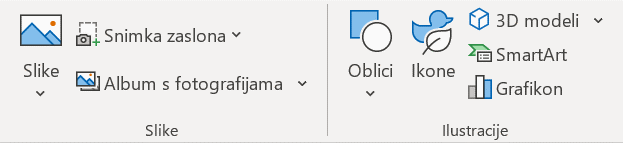 Slike
Snimka zaslona
Album s fotografijama
Slike
Oblici
Ikone
3D modeli
SmartArt
Grafikon
Ilustracije